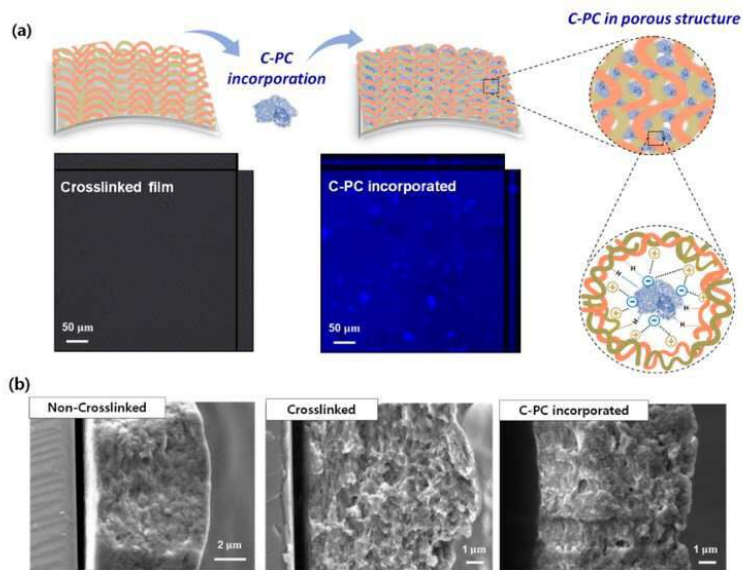 (a)
C-PC
incorporation
C-PC in porous structure
Crosslinked film
50 μm
C-PC incorporated
50 μm
H
H
H
H
(b)
Non-Crosslinked
2 μm
Crosslinked
1 μm
C-PC incorporated
1 μm